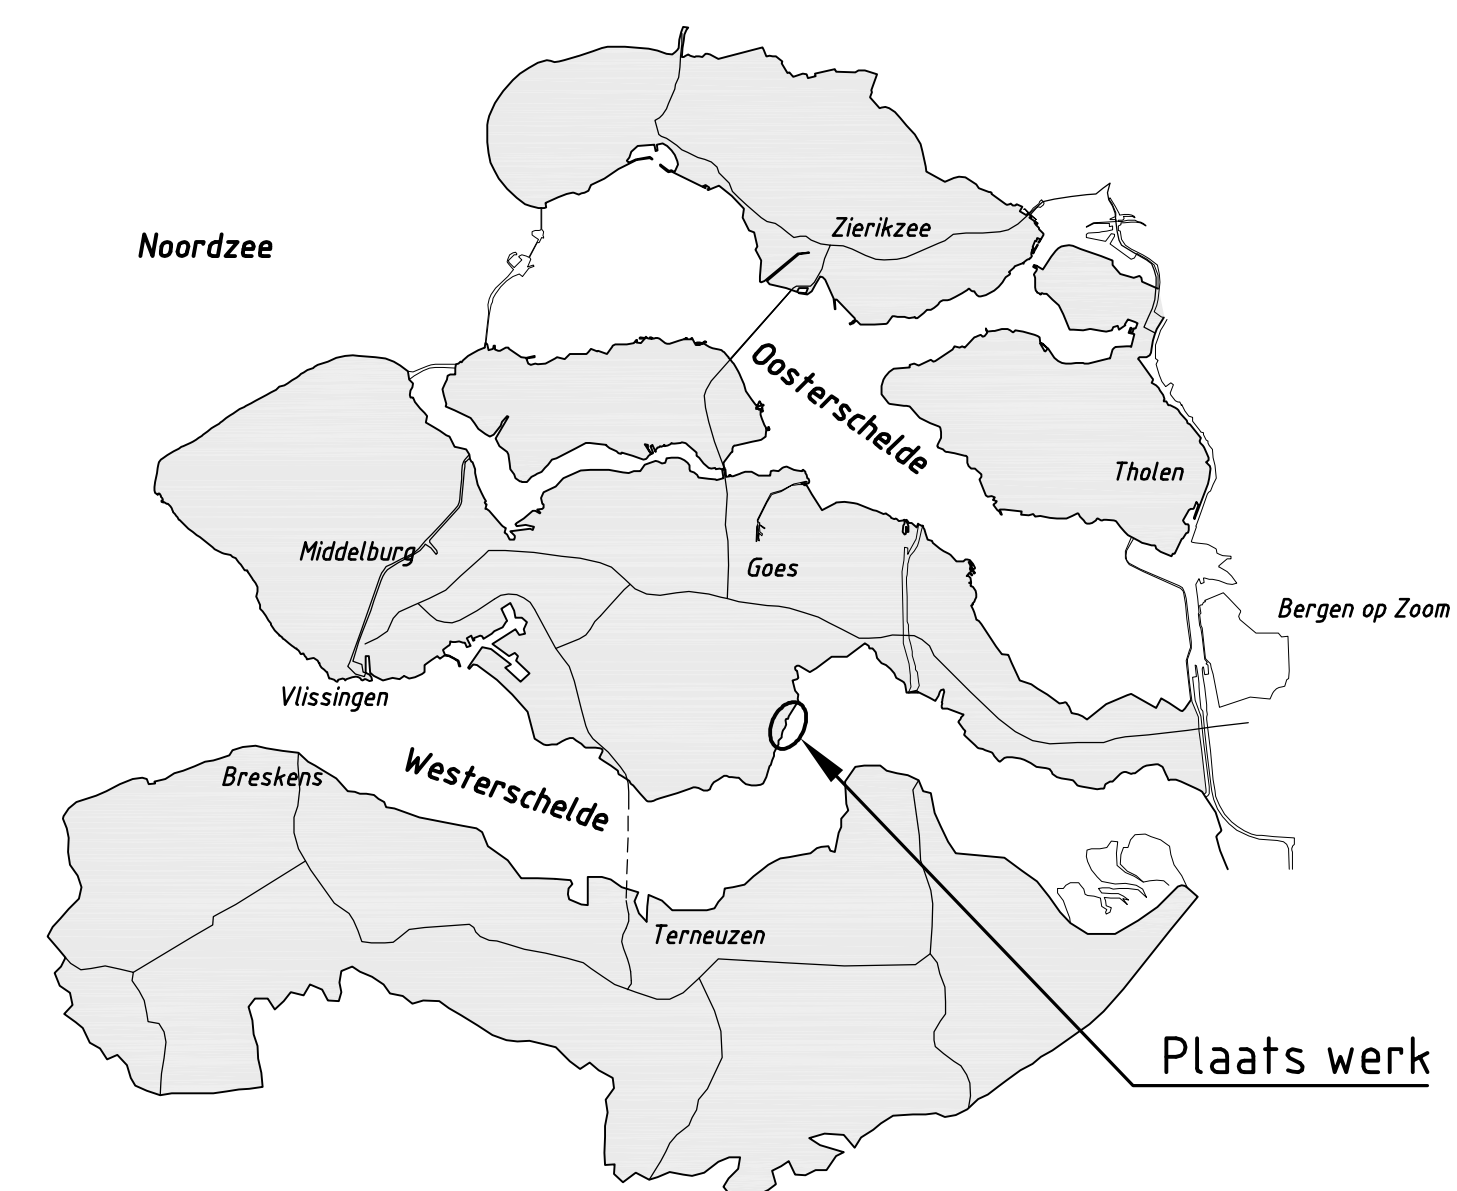 Zierikzee
Noordzee
Oosterschelde
Tholen
Middelburg
Goes
Bergen op Zoom
Vlissingen
Westerschelde
Breskens
Terneuzen
Plaats werk